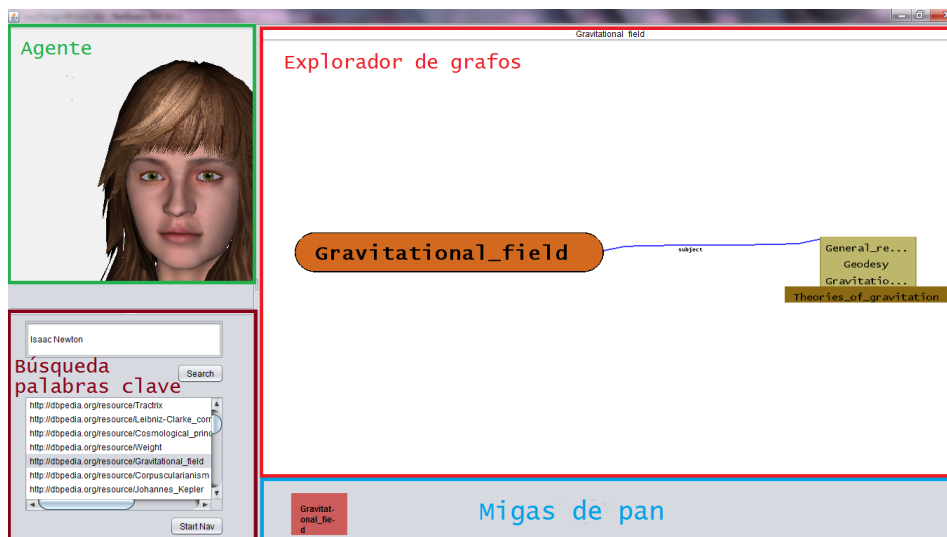 Gravitational field
Agente
Explorador de grafos
Gravitational_field
subject
General_re...
Geodesy
Gravitatio...
Theories_of_gravitation
Isaac Newton
Search
Búsqueda
palabras clave
http://dbpedia.org/resource/Tractrix
http://dbpedia.org/resource/Leibniz-Clarke_corr
http://dbpedia.org/resource/Cosmological_princ
http://dbpedia.org/resource/Weight
http://dbpedia.org/resource/Gravitational_field
http://dbpedia.org/resource/Corpuscularianism
http://dbpedia.org/resource/Johannes_Kepler
Start Nav
Gravitat-
onal_fie-
d
Migas de pan